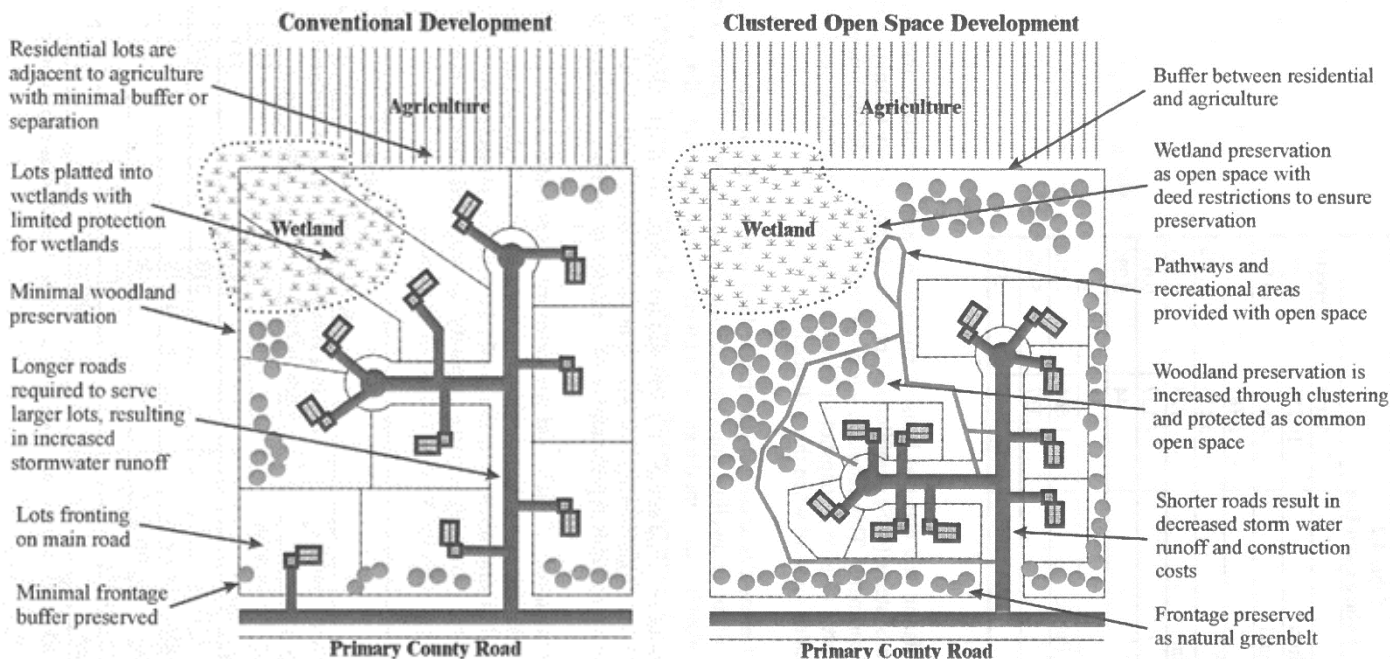 Conventional Development
Residential lots are
adjacent to agriculture
with minimal buffer or
separation
Lots platted into
wetlands with
limited protection
for wetlands
Minimal woodland
preservation
Longer roads
required to serve
larger lots, resulting
in increased
stormwater runoff
Lots fronting
on main road
Minimal frontage
buffer preserved
Agriculture
Wetland
Primary County Road
Clustered Open Space Development
Agriculture
Wetland
Primary County Road
Buffer between residential
and agriculture
Wetland preservation
as open space with
deed restrictions to ensure
preservation
Pathways and
recreational areas
provided with open space
Woodland preservation is
increased through clustering
and protected as common
open space
Shorter roads result in
decreased storm water
runoff and construction
costs
Frontage preserved
as natural greenbelt